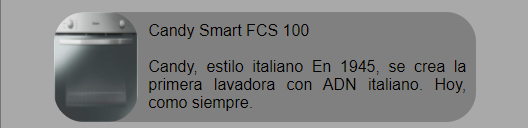 Candy Smart FCS 100
Candy, estilo italiano En 1945, se crea la
primera lavadora con ADN italiano. Hoy,
como siempre.